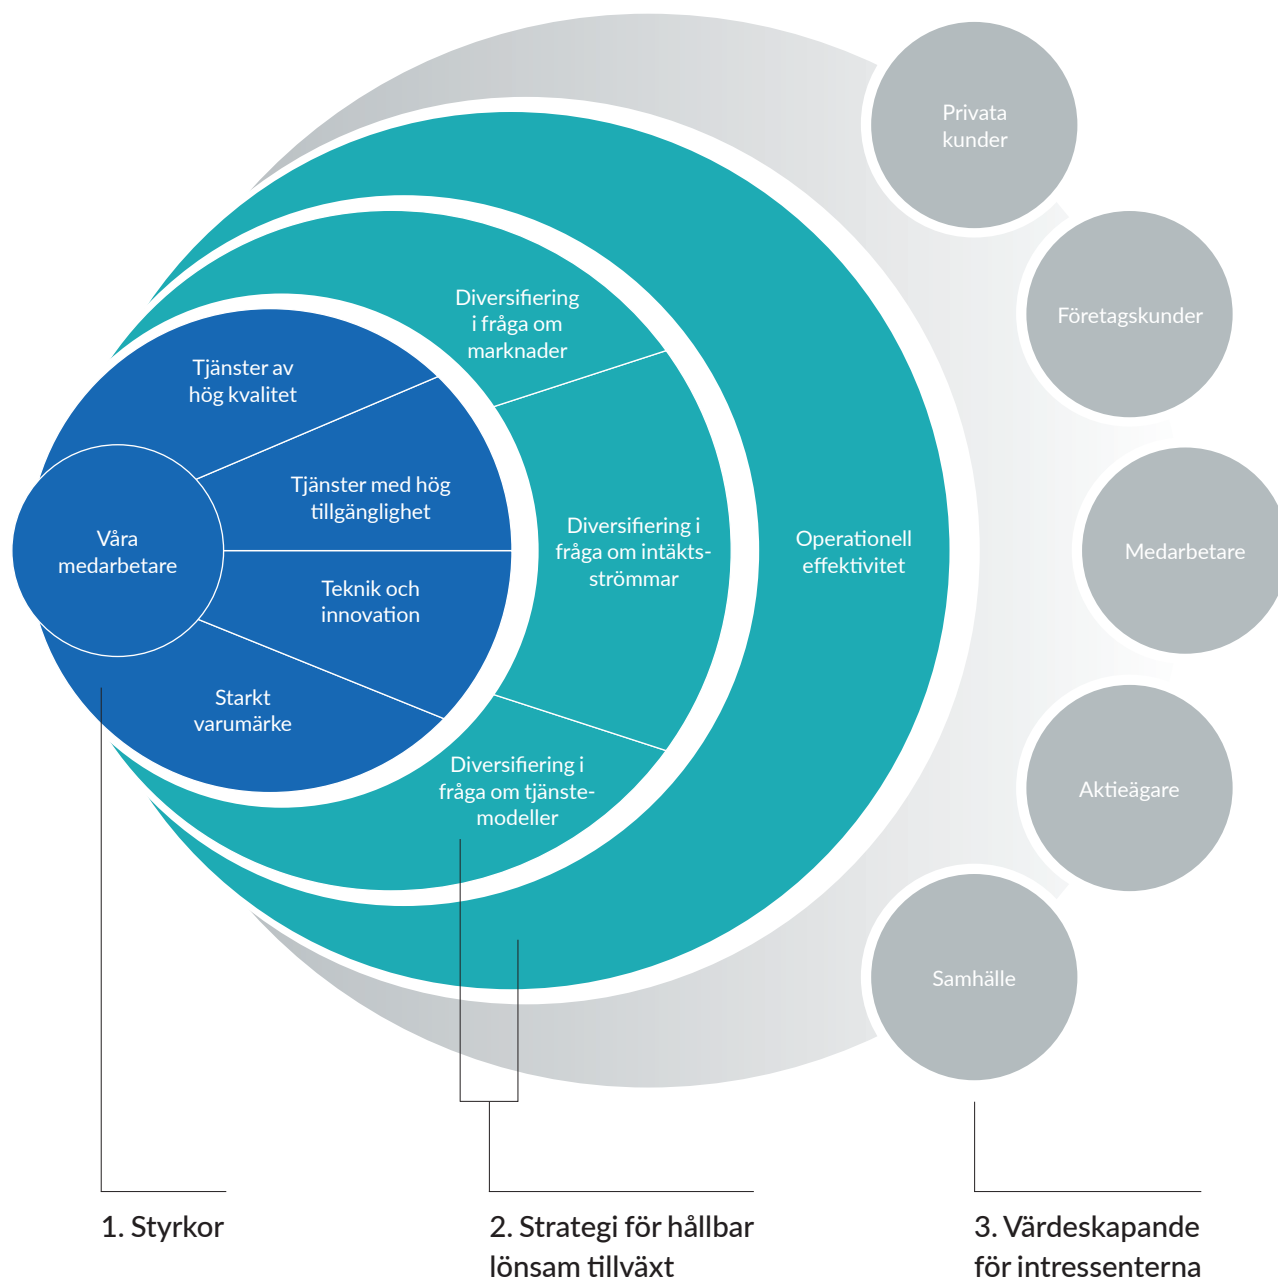 Privata
kunder
Företagskunder
Medarbetare
Aktieägare
Samhälle
Diversifiering
i fråga om
marknader
Diversifiering i
fråga om intäkts-
strömmar
Diversifiering i
fråga om tjänste-
modeller
Operationell
effektivitet
Tjänster av
hög kvalitet
Tjänster med hög
tillgänglighet
Teknik och
innovation
Starkt
varumärke
Våra
medarbetare
1. Styrkor
2. Strategi för hållbar
lönsam tillväxt
3. Värdeskapande
för intressenterna